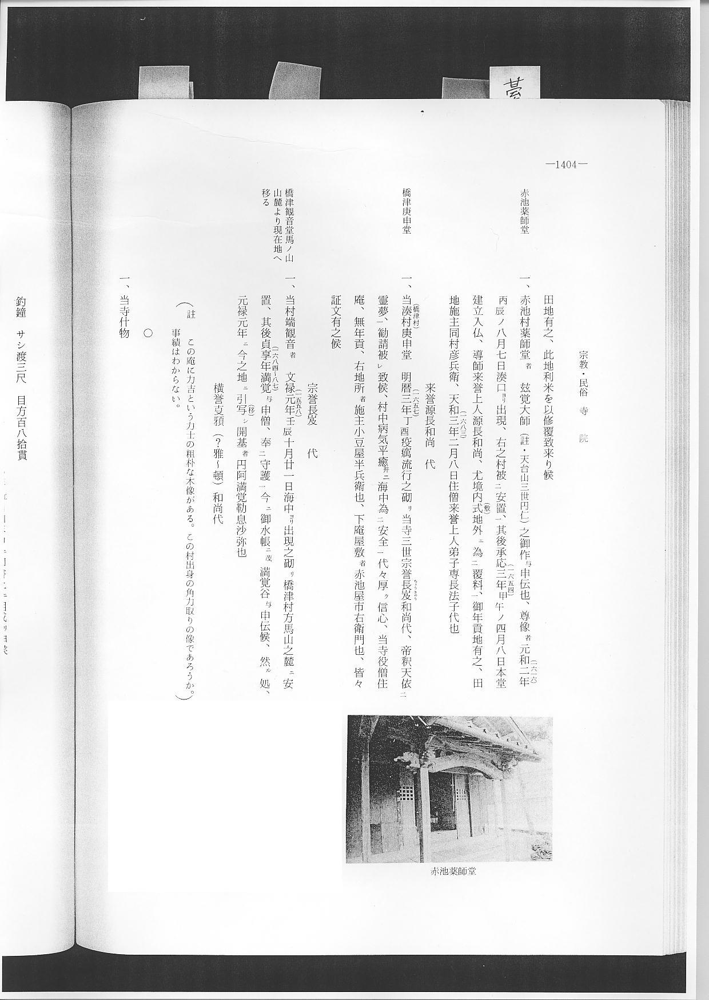 ―1404―
宗教・民俗　寺　院
田地有之、此地利米を以修覆致来り候
赤池薬師堂
一、赤池村薬師堂者　玆覚大師（註・天台山三世円仁）之御作与申伝也、尊像者元和二年（一六一六）
丙辰ノ八月七日湊口ヨリ出現、右之村被ニ安置一、其後承応三年（一六五四）甲午ノ四月八日本堂
建立入仏、導師来誉上人源長和尚、尤境内式（敷）地外ニ為ニ覆料一、御年貢地有之、田
地施主同村彦兵衛、天和三年（一六八三）二月八日住僧来誉上人弟子専長法子代也
来誉源長和尚　代
橋津庚申堂
一、当湊村（橋津村）庚申堂　明暦三年（一六五七）丁酉疫癘流行之砌リ当寺三世宗誉長岌和尚代、帝釈天依ニ
霊夢一、勧請被レ致候、村中病気平癒并ニ海中為ニ安全一代々厚ク信心、当寺役僧住
庵、無年貢、右地所者施主小豆屋半兵衛也、下庵屋敷者赤池屋市右衛門也、皆々
証文有之候
宗誉長岌　代
橋津観音堂馬ノ山
山麓より現在地へ
移る
一、当村端観音者　文禄元年（一五五八）壬辰十月廿一日海中ヨリ出現之砌リ橋津村方馬山之麓ニ安
置、其後貞享年（一六八四〜八七）満覚与申僧、奉ニ守護一今ニ御水帳ニ茂　満覚谷与申伝候、然ル処、
元禄元年ニ今之地ニ引写（移）シ開基者円阿満覚勒息沙弥也
横誉㐂頟（？雅〜頓）和尚代
（註　この庵に力吉という力士の粗朴な木像がある。この村出身の角力取りの像であろうか。
事績はわからない。）
○
一、当寺什物
釣鐘　サシ渡三尺　目方百八拾貫
赤池薬師堂